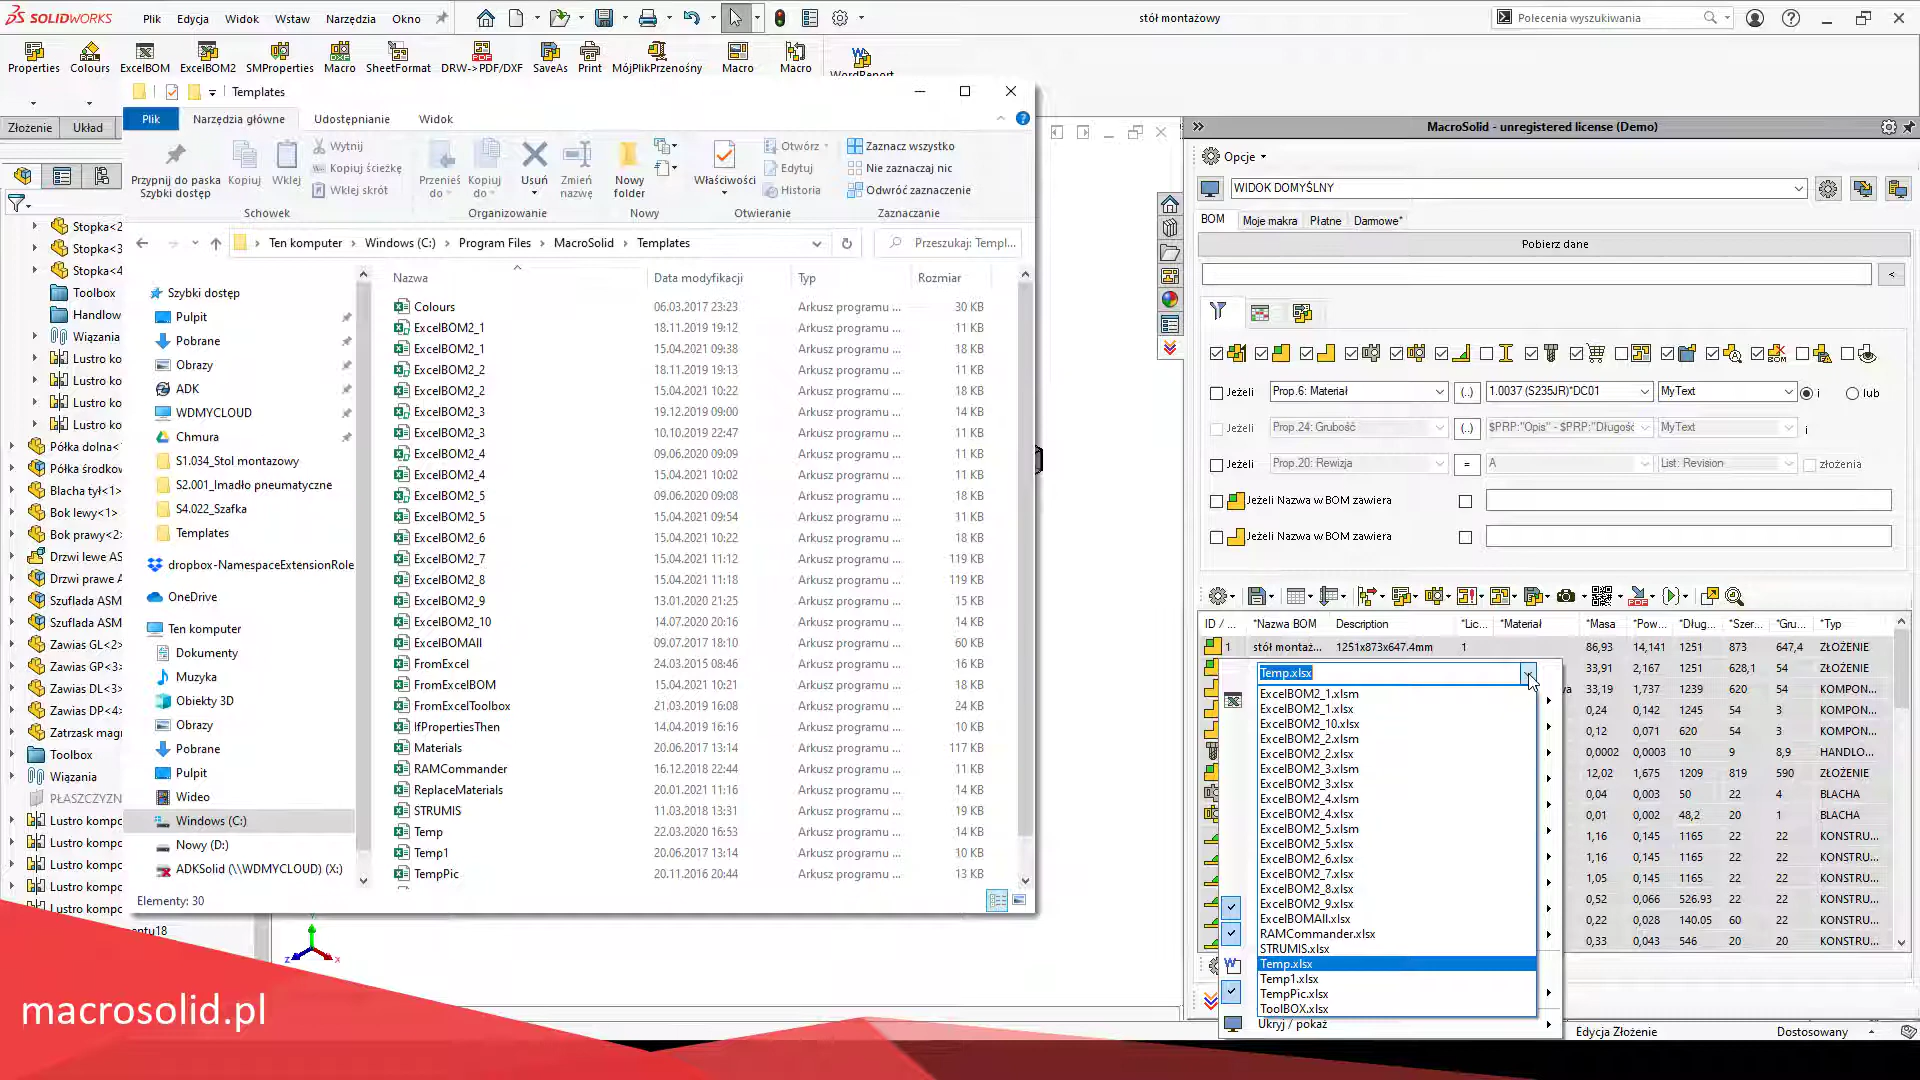 SOLIDWORKS Plik Edycja Widok Wstaw Narzędzia Okno stół montażowy Polecenia wyszukiwania
Properties Colours ExcelBOM ExcelBOM2 SMProperties Macro SheetFormat DRW->PDF/DXF SaveAs Print MójPlikPrzenośny Macro Macro WordReport
Złożenie Układ
Stopka<2
Stopka<3
Stopka<4
Toolbox
Handlow
Wiązania
Lustro ko
Lustro ko
Lustro ko
Lustro ko
Półka dolna<
Półka środkow
Blacha tył<1>
Bok lewy<1>
Bok prawy<2>
Drzwi lewe AS
Drzwi prawe A
Szuflada ASM
Szuflada ASM
Zawias GL<2>
Zawias GP<3>
Zawias DL<3>
Zawias DP<4>
Zatrzask magn
Toolbox
Wiązania
PŁASZCZYZN
Lustro kompo
Lustro kompo
Lustro kompo
Lustro kompo
Lustro kompo
entu18
Templates
Plik Narzędzia główne Udostępnianie Widok
Przypnij do paska Szybki dostęp
Kopiuj
Wklej
Wytnij
Kopiuj ścieżkę
Wklej skrót
Schowek
Przenieś do
Kopiuj do
Usuń
Zmień nazwę
Organizowanie
Nowy folder
Nowy
Właściwości
Otwórz
Edytuj
Historia
Otwieranie
Zaznacz wszystko
Nie zaznaczaj nic
Odwróć zaznaczenie
Zaznaczanie
Ten komputer > Windows (C:) > Program Files > MacroSolid > Templates
Przeszukaj: Templ...
Szybki dostęp
Pulpit
Pobrane
Obrazy
ADK
WDMYCLOUD
Chmura
S1.034_Stol montazowy
S2.001_Imadło pneumatyczne
S4.022_Szafka
Templates
dropbox-NamespaceExtensionRole
OneDrive
Ten komputer
Dokumenty
Muzyka
Obiekty 3D
Obrazy
Pobrane
Pulpit
Wideo
Windows (C:)
Nowy (D:)
ADKSolid (\\WDMYCLOUD) (X:)
Nazwa Data modyfikacji Typ Rozmiar
Colours 06.03.2017 23:23 Arkusz programu ... 30 KB
ExcelBOM2_1 18.11.2019 19:12 Arkusz programu ... 11 KB
ExcelBOM2_1 15.04.2021 09:38 Arkusz programu ... 18 KB
ExcelBOM2_2 18.11.2019 19:13 Arkusz programu ... 11 KB
ExcelBOM2_2 15.04.2021 10:22 Arkusz programu ... 18 KB
ExcelBOM2_3 19.12.2019 09:00 Arkusz programu ... 14 KB
ExcelBOM2_3 10.10.2019 22:47 Arkusz programu ... 11 KB
ExcelBOM2_4 09.06.2020 09:09 Arkusz programu ... 11 KB
ExcelBOM2_4 15.04.2021 10:02 Arkusz programu ... 11 KB
ExcelBOM2_5 09.06.2020 09:08 Arkusz programu ... 18 KB
ExcelBOM2_5 15.04.2021 09:54 Arkusz programu ... 11 KB
ExcelBOM2_6 15.04.2021 10:22 Arkusz programu ... 18 KB
ExcelBOM2_7 15.04.2021 11:12 Arkusz programu ... 119 KB
ExcelBOM2_8 15.04.2021 11:18 Arkusz programu ... 119 KB
ExcelBOM2_9 13.01.2020 21:25 Arkusz programu ... 15 KB
ExcelBOM2_10 14.07.2020 20:16 Arkusz programu ... 14 KB
ExcelBOMAll 09.07.2017 18:10 Arkusz programu ... 60 KB
FromExcel 24.03.2015 08:46 Arkusz programu ... 16 KB
FromExcelBOM 15.04.2021 10:21 Arkusz programu ... 18 KB
FromExcelToolbox 21.03.2019 16:08 Arkusz programu ... 24 KB
IfPropertiesThen 14.04.2019 16:16 Arkusz programu ... 10 KB
Materials 20.06.2017 13:14 Arkusz programu ... 117 KB
RAMCommander 16.12.2018 22:44 Arkusz programu ... 11 KB
ReplaceMaterials 20.01.2021 11:16 Arkusz programu ... 14 KB
STRUMIS 11.03.2018 13:31 Arkusz programu ... 19 KB
Temp 22.03.2020 16:53 Arkusz programu ... 14 KB
Temp1 20.06.2017 13:14 Arkusz programu ... 10 KB
TempPic 20.11.2016 20:44 Arkusz programu ... 13 KB
Elementy: 30
MacroSolid - unregistered license (Demo)
Opcje
WIDOK DOMYŚLNY
BOM Moje makra Płatne Damowe*
Pobierz dane
<
Jeżeli Prop.6: Materiał (..) 1.0037 (S235JR)*DC01 MyText i lub
Jeżeli Prop.24: Grubość (..) $PRP:"Opis" - $PRP:"Długość MyText i
Jeżeli Prop.20: Rewizja = A List: Revision złożenia
Jeżeli Nazwa w BOM zawiera
Jeżeli Nazwa w BOM zawiera
ID / ... *Nazwa BOM Description *Lic... *Materiał *Masa *Pow... *Dług... *Szer... *Gru... *Typ
1 stół montaż... 1251x873x647.4mm 1 86,93 14,141 1251 873 647,4 ZŁOŻENIE
33,91 2,167 1251 628,1 54 ZŁOŻENIE
33,19 1,737 1239 620 54 KOMPON...
0,24 0,142 1245 54 3 KOMPON...
0,12 0,071 620 54 3 KOMPON...
0,0002 0,0003 10 9 8,9 HANDLO...
12,02 1,675 1209 819 590 ZŁOŻENIE
0,04 0,003 50 22 4 BLACHA
0,01 0,002 48,2 20 1 BLACHA
1,16 0,145 1165 22 22 KONSTRU...
1,16 0,145 1165 22 22 KONSTRU...
1,05 0,145 1165 22 22 KONSTRU...
0,52 0,066 526.93 22 22 KONSTRU...
0,22 0,028 140.05 60 22 KONSTRU...
0,33 0,043 546 20 20 KONSTRU...
Temp.xlsx
ExcelBOM2_1.xlsm
ExcelBOM2_1.xlsx
ExcelBOM2_10.xlsx
ExcelBOM2_2.xlsm
ExcelBOM2_2.xlsx
ExcelBOM2_3.xlsm
ExcelBOM2_3.xlsx
ExcelBOM2_4.xlsm
ExcelBOM2_4.xlsx
ExcelBOM2_5.xlsm
ExcelBOM2_5.xlsx
ExcelBOM2_6.xlsx
ExcelBOM2_7.xlsx
ExcelBOM2_8.xlsx
ExcelBOM2_9.xlsx
ExcelBOMAll.xlsx
RAMCommander.xlsx
STRUMIS.xlsx
Temp.xlsx
Temp1.xlsx
TempPic.xlsx
ToolBOX.xlsx
Ukryj / pokaż
Edycja Złożenie Dostosowany
macrosolid.pl